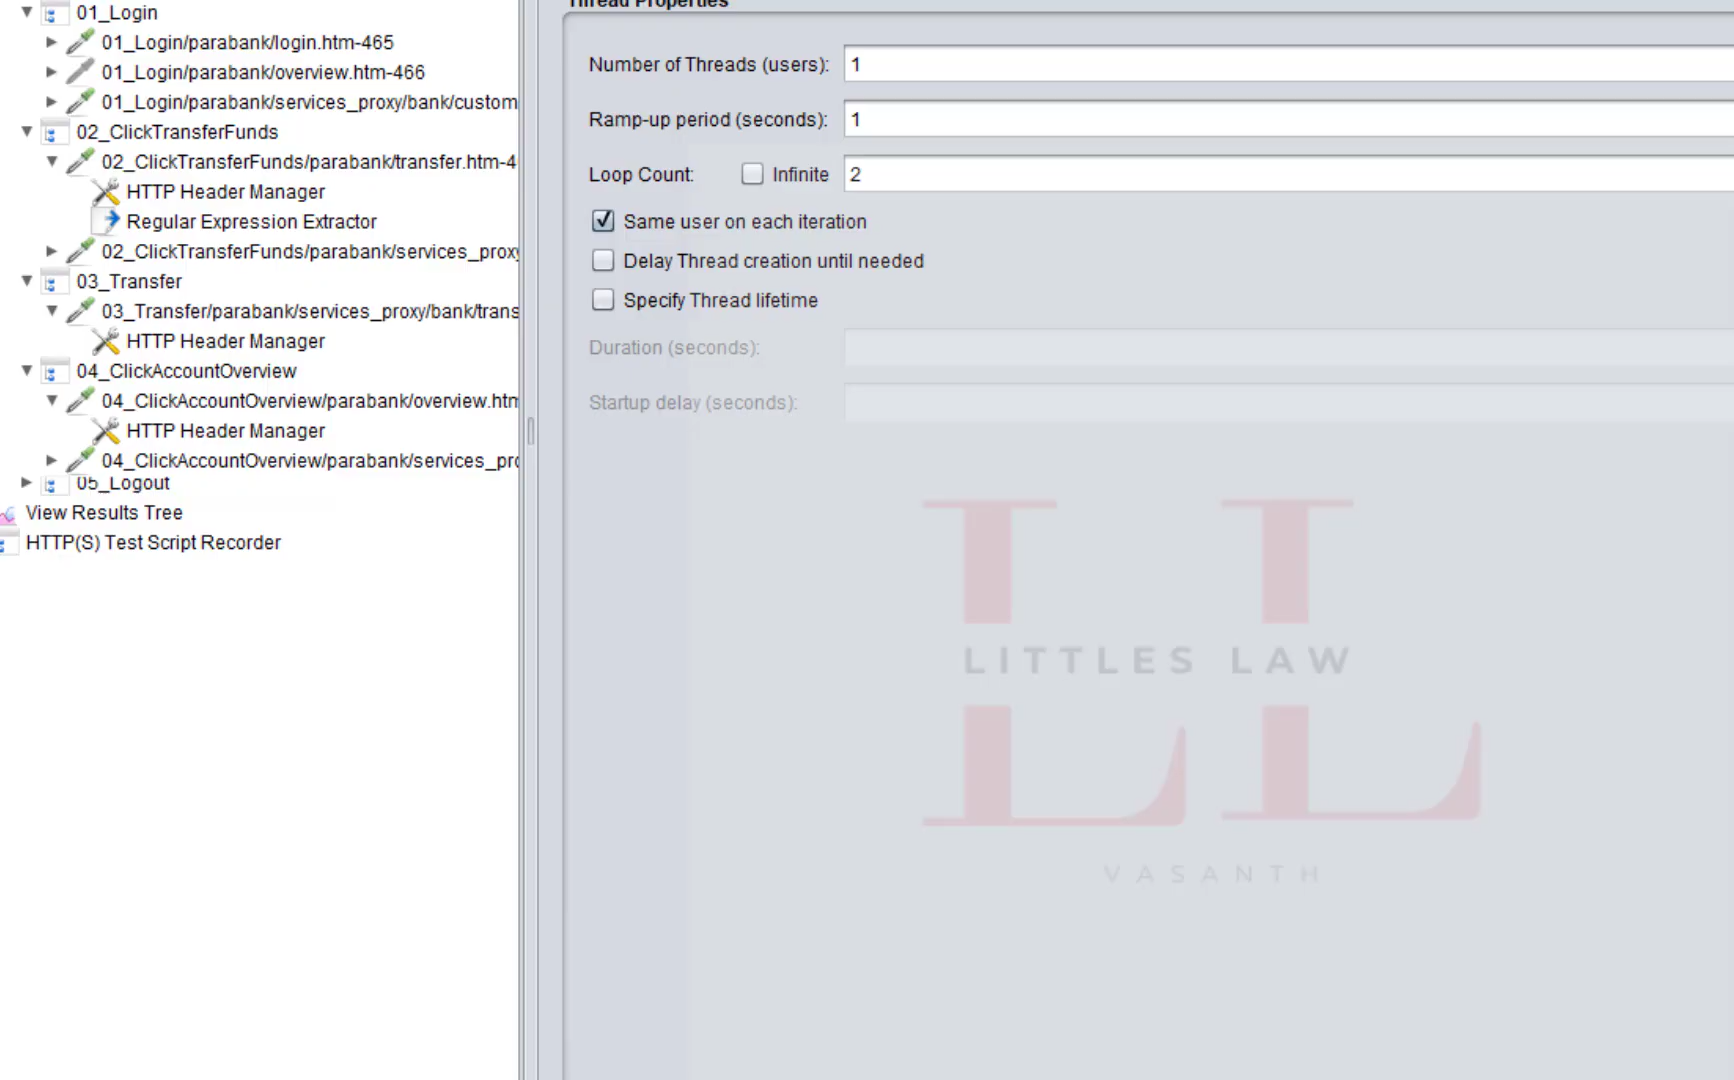 01_Login
01_Login/parabank/login.htm-465
01_Login/parabank/overview.htm-466
01_Login/parabank/services_proxy/bank/custom
02_ClickTransferFunds
02_ClickTransferFunds/parabank/transfer.htm-4
HTTP Header Manager
Regular Expression Extractor
02_ClickTransferFunds/parabank/services_proxy
03_Transfer
03_Transfer/parabank/services_proxy/bank/trans
HTTP Header Manager
04_ClickAccountOverview
04_ClickAccountOverview/parabank/overview.htm
HTTP Header Manager
04_ClickAccountOverview/parabank/services_pro
05_Logout
View Results Tree
HTTP(S) Test Script Recorder
Thread Properties
Number of Threads (users): 1
Ramp-up period (seconds): 1
Loop Count: Infinite 2
Same user on each iteration
Delay Thread creation until needed
Specify Thread lifetime
Duration (seconds):
Startup delay (seconds):
LL
LITTLES LAW
LL
VASANTH